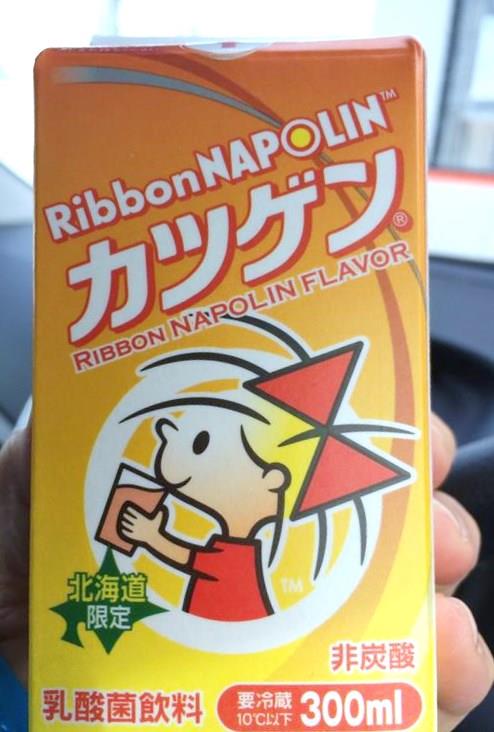 RibbonNAPOLIN™
カツゲン®
RIBBON NAPOLIN FLAVOR
TM
北海道
限定
非炭酸
乳酸菌飲料
要冷蔵
10℃以下
300ml